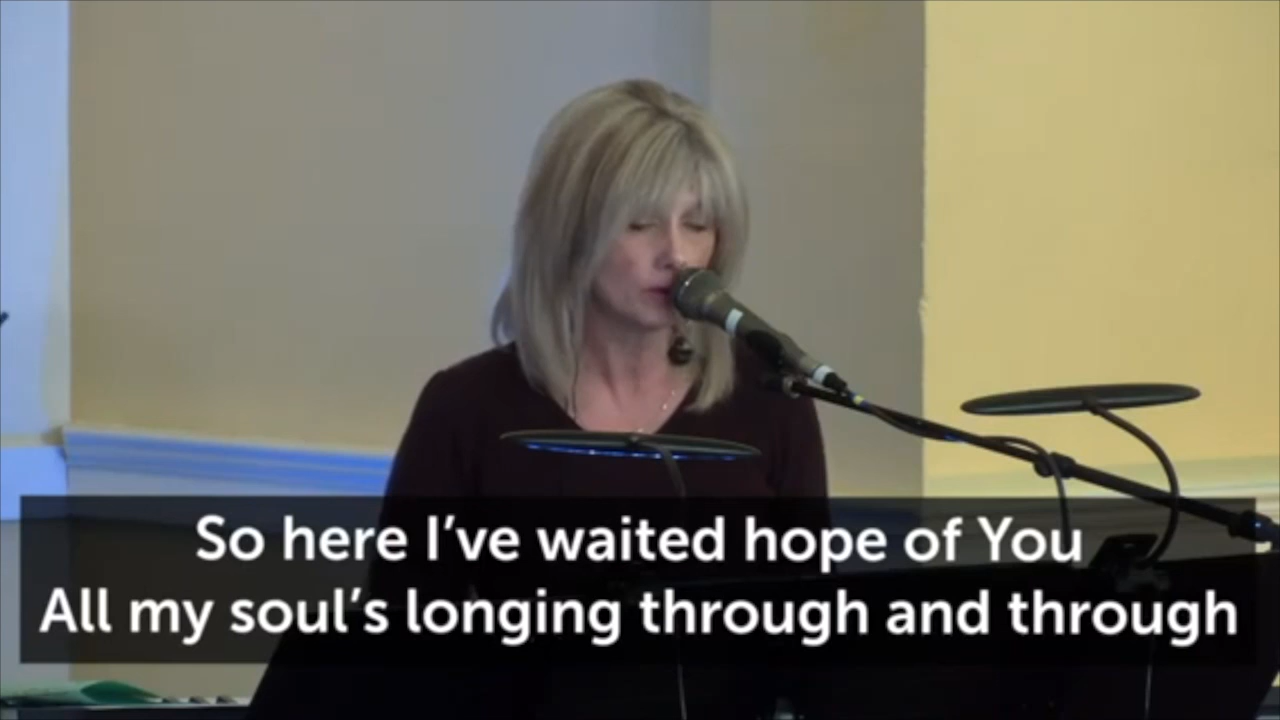 So here I’ve waited hope of You
All my soul’s longing through and through